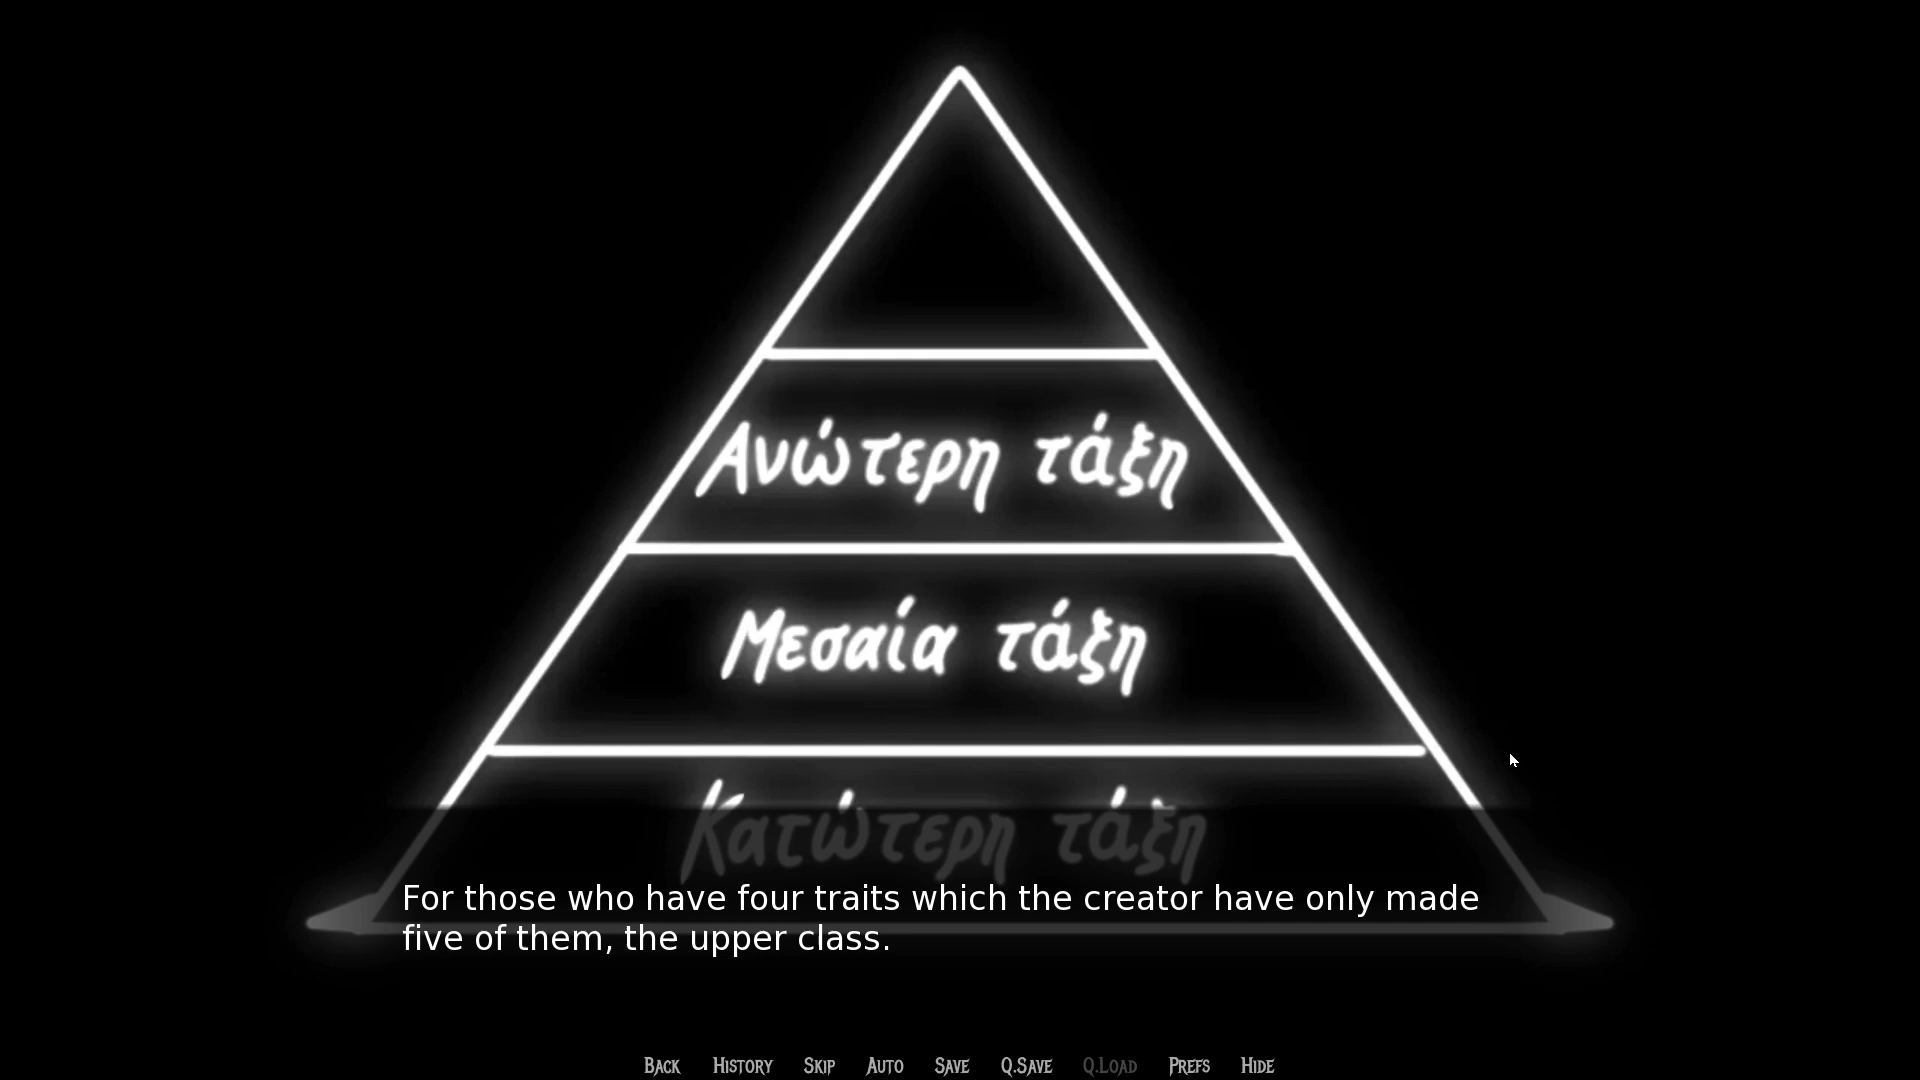 Ανώτερη τάξη
Μεσαία τάξη
Κατώτερη τάξη
For those who have four traits which the creator have only made
five of them, the upper class.
Back History Skip Auto Save Q.Save Q.Load Prefs Hide